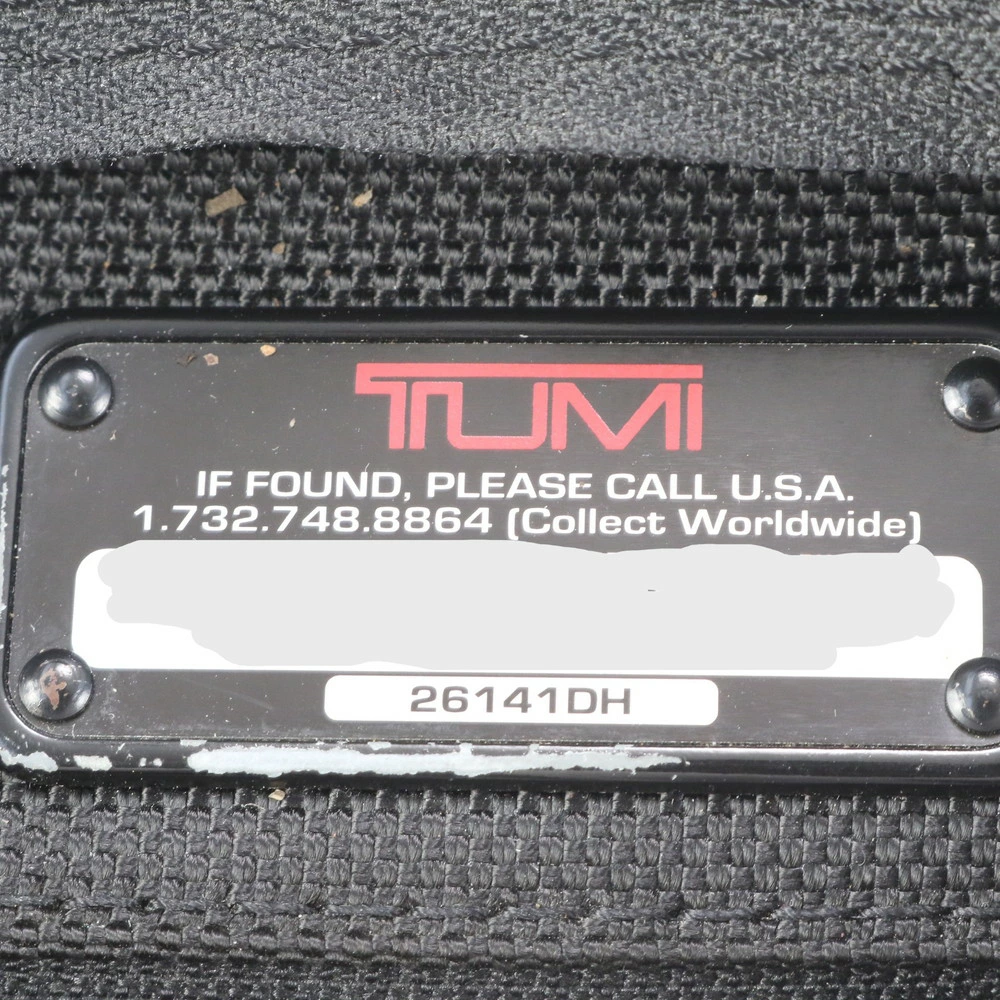 TUMI
IF FOUND, PLEASE CALL U.S.A.
1.732.748.8864 (Collect Worldwide)
26141DH